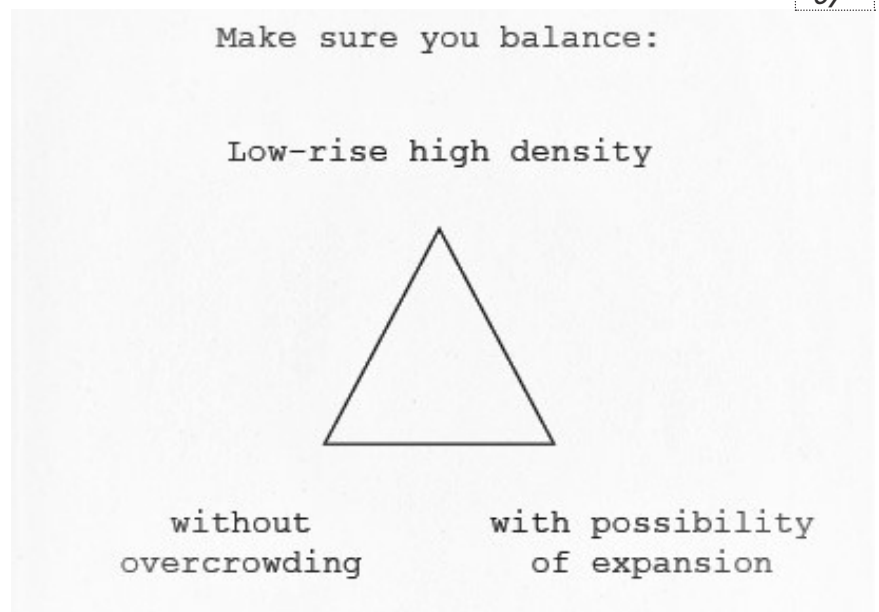 Make sure you balance:
Low-rise high density
without
overcrowding
with possibility
of expansion